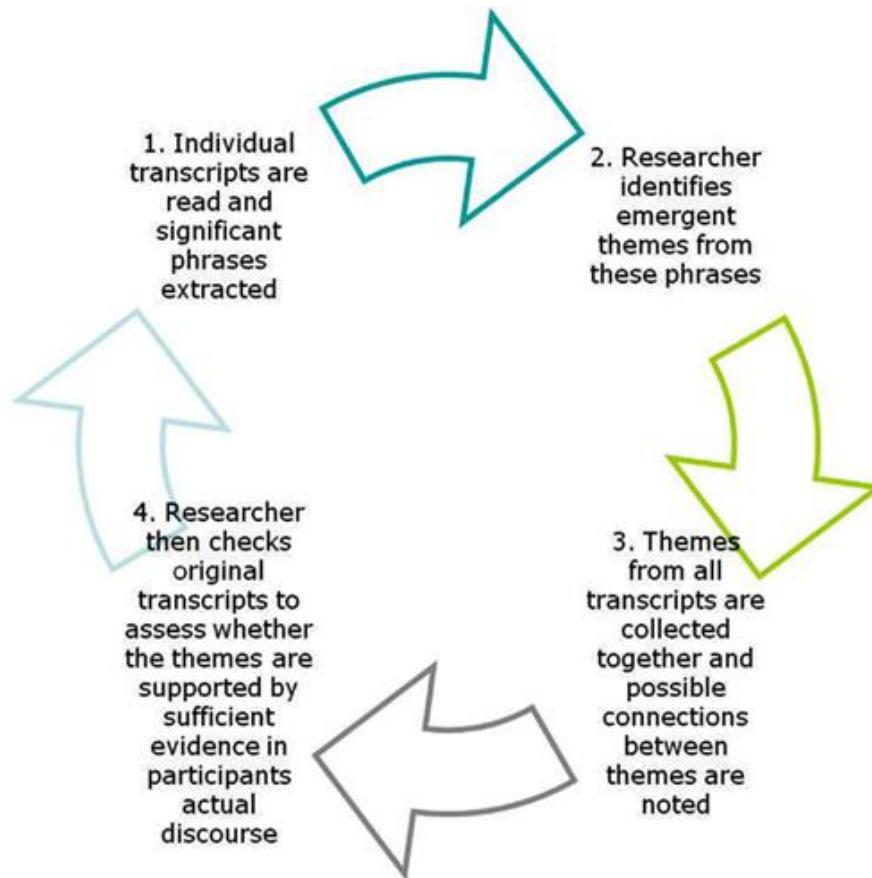 1. Individual
transcripts are
read and
significant
phrases
extracted
2. Researcher
identifies
emergent
themes from
these phrases
3. Themes
from all
transcripts are
collected
together and
possible
connections
between
themes are
noted
4. Researcher
then checks
original
transcripts to
assess whether
the themes are
supported by
sufficient
evidence in
participants
actual
discourse